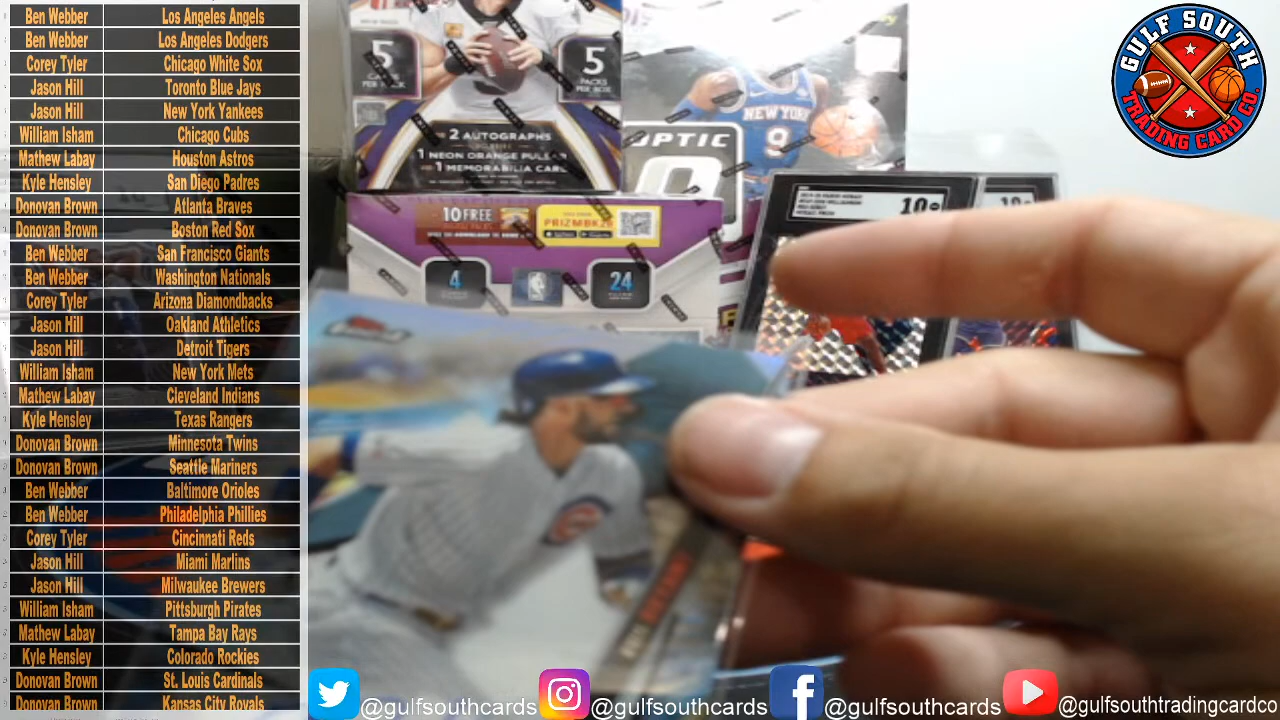 Ben Webber Los Angeles Angels
Ben Webber Los Angeles Dodgers
Corey Tyler Chicago White Sox
Jason Hill Toronto Blue Jays
Jason Hill New York Yankees
William Isham Chicago Cubs
Mathew Labay Houston Astros
Kyle Hensley San Diego Padres
Donovan Brown Atlanta Braves
Donovan Brown Boston Red Sox
Ben Webber San Francisco Giants
Ben Webber Washington Nationals
Corey Tyler Arizona Diamondbacks
Jason Hill Oakland Athletics
Jason Hill Detroit Tigers
William Isham New York Mets
Mathew Labay Cleveland Indians
Kyle Hensley Texas Rangers
Donovan Brown Minnesota Twins
Donovan Brown Seattle Mariners
Ben Webber Baltimore Orioles
Ben Webber Philadelphia Phillies
Corey Tyler Cincinnati Reds
Jason Hill Miami Marlins
Jason Hill Milwaukee Brewers
William Isham Pittsburgh Pirates
Mathew Labay Tampa Bay Rays
Kyle Hensley Colorado Rockies
Donovan Brown St. Louis Cardinals
Donovan Brown Kansas City Royals
5
5
PACKS
PER BOX
2 AUTOGRAPHS
1 NEON ORANGE PULSAR
1 MEMORABILIA CARD
NEW YORK
9
OPTIC
10 FREE
PRIZMBK20
4
24
10
10
GULF SOUTH
TRADING CARD CO.
@gulfsouthcards
@gulfsouthcards
@gulfsouthcards
@gulfsouthtradingcardco